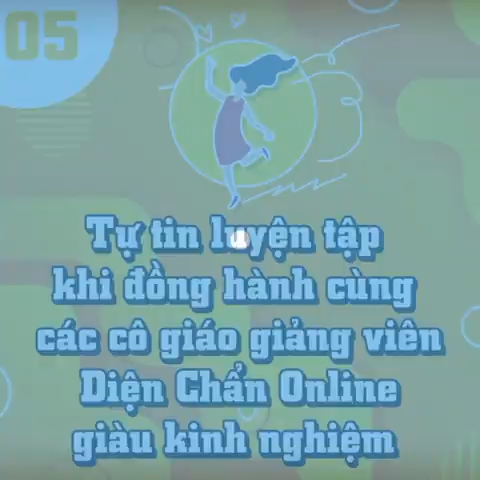 05
Tự tin luyện tập
khi đồng hành cùng
các cô giáo giảng viên
Diện Chẩn Online
giàu kinh nghiệm